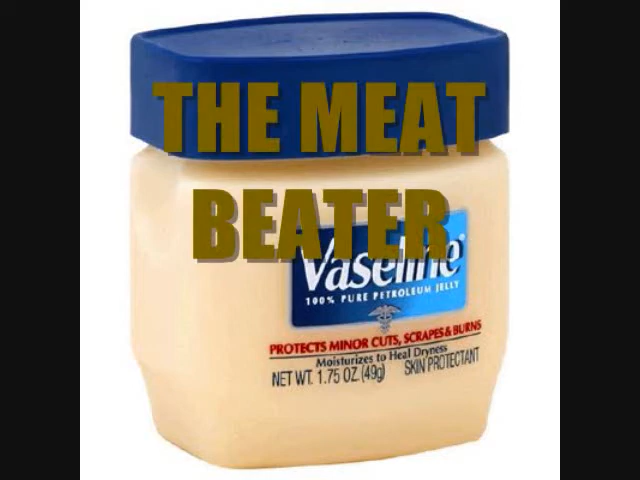 THE MEAT
BEATER
Vaseline®
100% PURE PETROLEUM JELLY
PROTECTS MINOR CUTS, SCRAPES & BURNS
Moisturizes to Heal Dryness
NET WT. 1.75 OZ. (49g) SKIN PROTECTANT